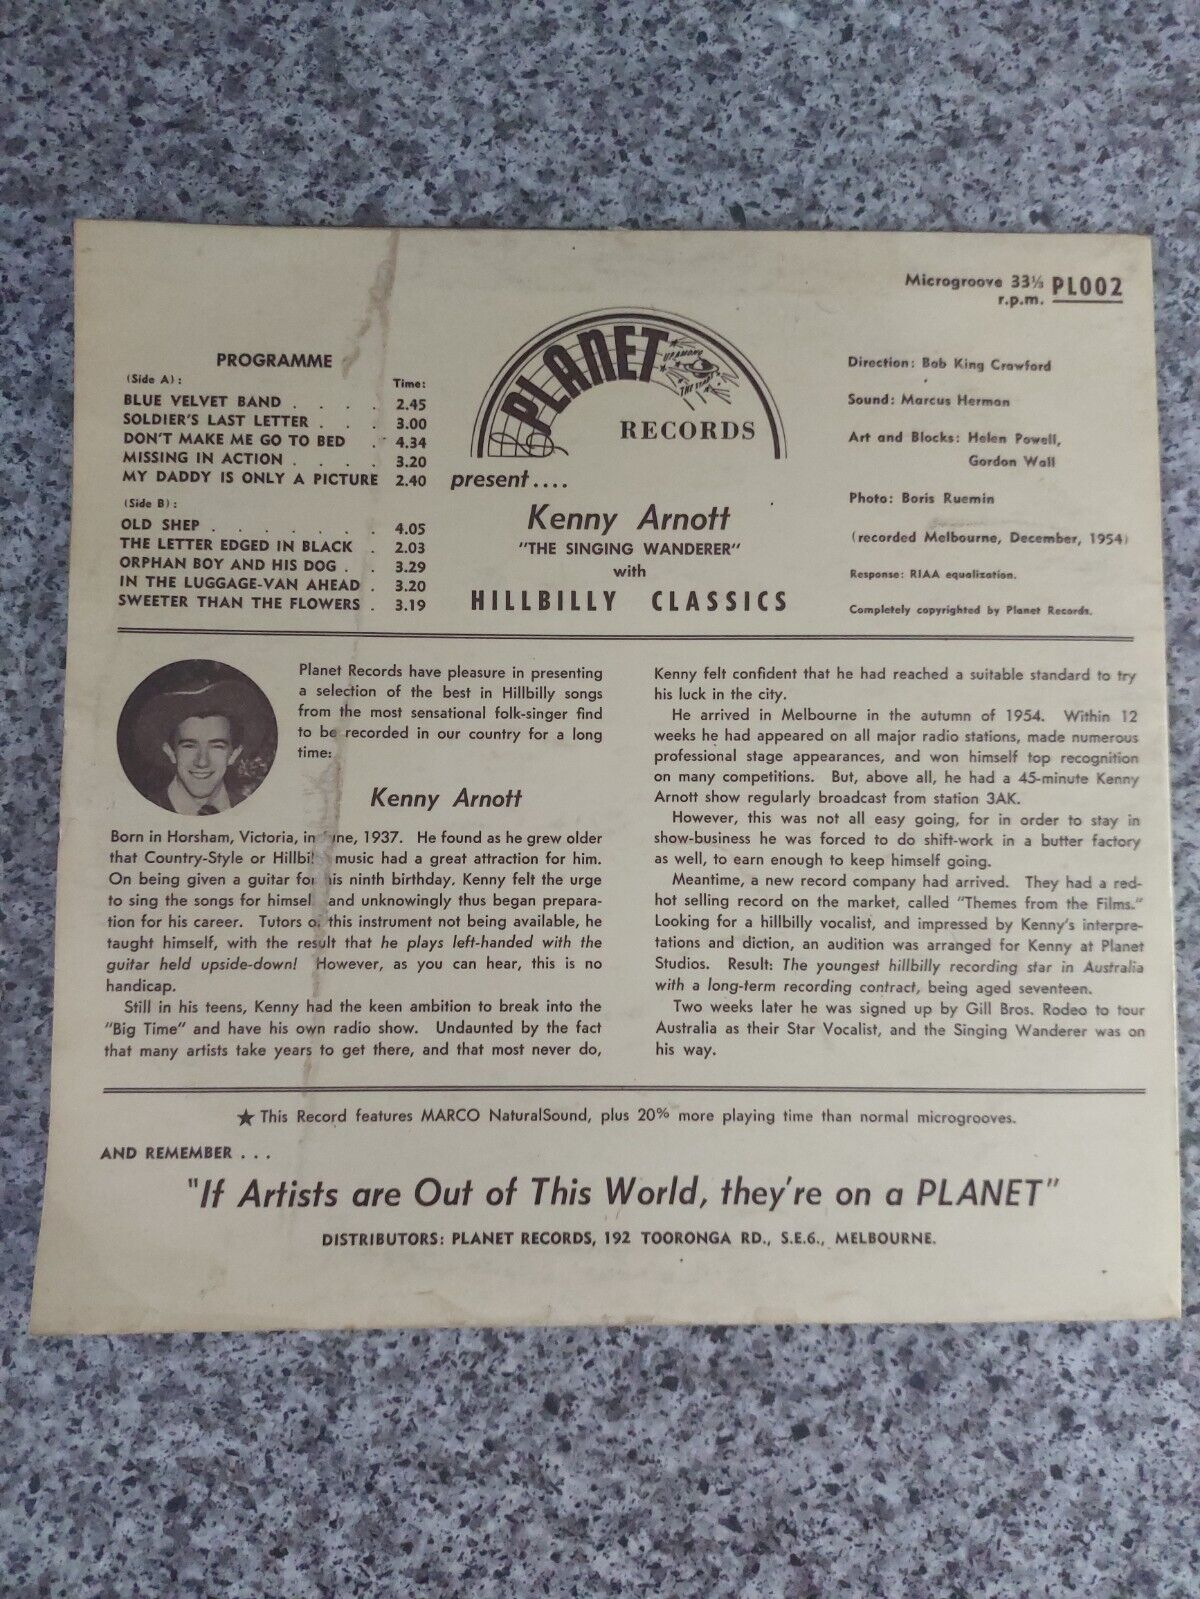 Microgroove 33⅓ PL002
r.p.m.
PROGRAMME
(Side A): Time:
BLUE VELVET BAND . . . . 2.45
SOLDIER'S LAST LETTER . . . 3.00
DON'T MAKE ME GO TO BED . 4.34
MISSING IN ACTION . . . . 3.20
MY DADDY IS ONLY A PICTURE 2.40
(Side B):
OLD SHEP . . . . . . . 4.05
THE LETTER EDGED IN BLACK . 2.03
ORPHAN BOY AND HIS DOG . . 3.29
IN THE LUGGAGE-VAN AHEAD . 3.20
SWEETER THAN THE FLOWERS . 3.19
PLANET
UP AMONG
THE STARS
RECORDS
present....
Kenny Arnott
"THE SINGING WANDERER"
with
HILLBILLY CLASSICS
Direction: Bob King Crawford
Sound: Marcus Herman
Art and Blocks: Helen Powell,
Gordon Wall
Photo: Boris Ruemin
(recorded Melbourne, December, 1954)
Response: RIAA equalization.
Completely copyrighted by Planet Records.
Planet Records have pleasure in presenting
a selection of the best in Hillbilly songs
from the most sensational folk-singer find
to be recorded in our country for a long
time:
Kenny Arnott
Born in Horsham, Victoria, in June, 1937. He found as he grew older
that Country-Style or Hillbilly music had a great attraction for him.
On being given a guitar for his ninth birthday, Kenny felt the urge
to sing the songs for himself and unknowingly thus began prepara-
tion for his career. Tutors of this instrument not being available, he
taught himself, with the result that he plays left-handed with the
guitar held upside-down! However, as you can hear, this is no
handicap.
Still in his teens, Kenny had the keen ambition to break into the
"Big Time" and have his own radio show. Undaunted by the fact
that many artists take years to get there, and that most never do,
Kenny felt confident that he had reached a suitable standard to try
his luck in the city.
He arrived in Melbourne in the autumn of 1954. Within 12
weeks he had appeared on all major radio stations, made numerous
professional stage appearances, and won himself top recognition
on many competitions. But, above all, he had a 45-minute Kenny
Arnott show regularly broadcast from station 3AK.
However, this was not all easy going, for in order to stay in
show-business he was forced to do shift-work in a butter factory
as well, to earn enough to keep himself going.
Meantime, a new record company had arrived. They had a red-
hot selling record on the market, called "Themes from the Films."
Looking for a hillbilly vocalist, and impressed by Kenny's interpre-
tations and diction, an audition was arranged for Kenny at Planet
Studios. Result: The youngest hillbilly recording star in Australia
with a long-term recording contract, being aged seventeen.
Two weeks later he was signed up by Gill Bros. Rodeo to tour
Australia as their Star Vocalist, and the Singing Wanderer was on
his way.
★ This Record features MARCO NaturalSound, plus 20% more playing time than normal microgrooves.
AND REMEMBER . . .
"If Artists are Out of This World, they're on a PLANET"
DISTRIBUTORS: PLANET RECORDS, 192 TOORONGA RD., S.E.6., MELBOURNE.